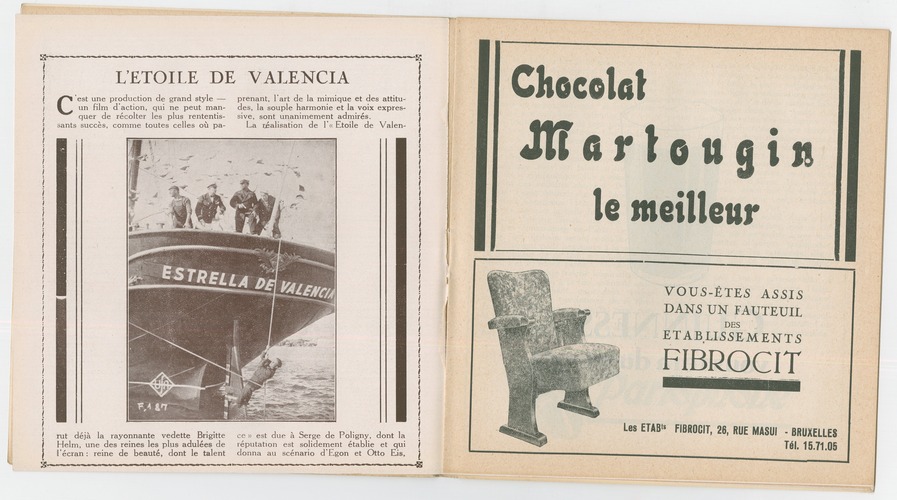 L'ETOILE DE VALENCIA
C'est une production de grand style —
un film d'action, qui ne peut man-
quer de récolter les plus rententis-
sants succès, comme toutes celles où pa-
prenant, l'art de la mimique et des attitu-
des, la souple harmonie et la voix expres-
sive, sont unanimement admirés.
La réalisation de l'« Etoile de Valen-
ESTRELLA DE VALENCIA
UFA
F. 187
rut déjà la rayonnante vedette Brigitte
Helm, une des reines les plus adulées de
l'écran : reine de beauté, dont le talent
ce » est due à Serge de Poligny, dont la
réputation est solidement établie et qui
donna au scénario d'Egon et Otto Eis,
Chocolat
Martougin
le meilleur
VOUS-ÊTES ASSIS
DANS UN FAUTEUIL
DES
ETABLISSEMENTS
FIBROCIT
Les ETABts FIBROCIT, 26, RUE MASUI - BRUXELLES
Tél. 15.71.05